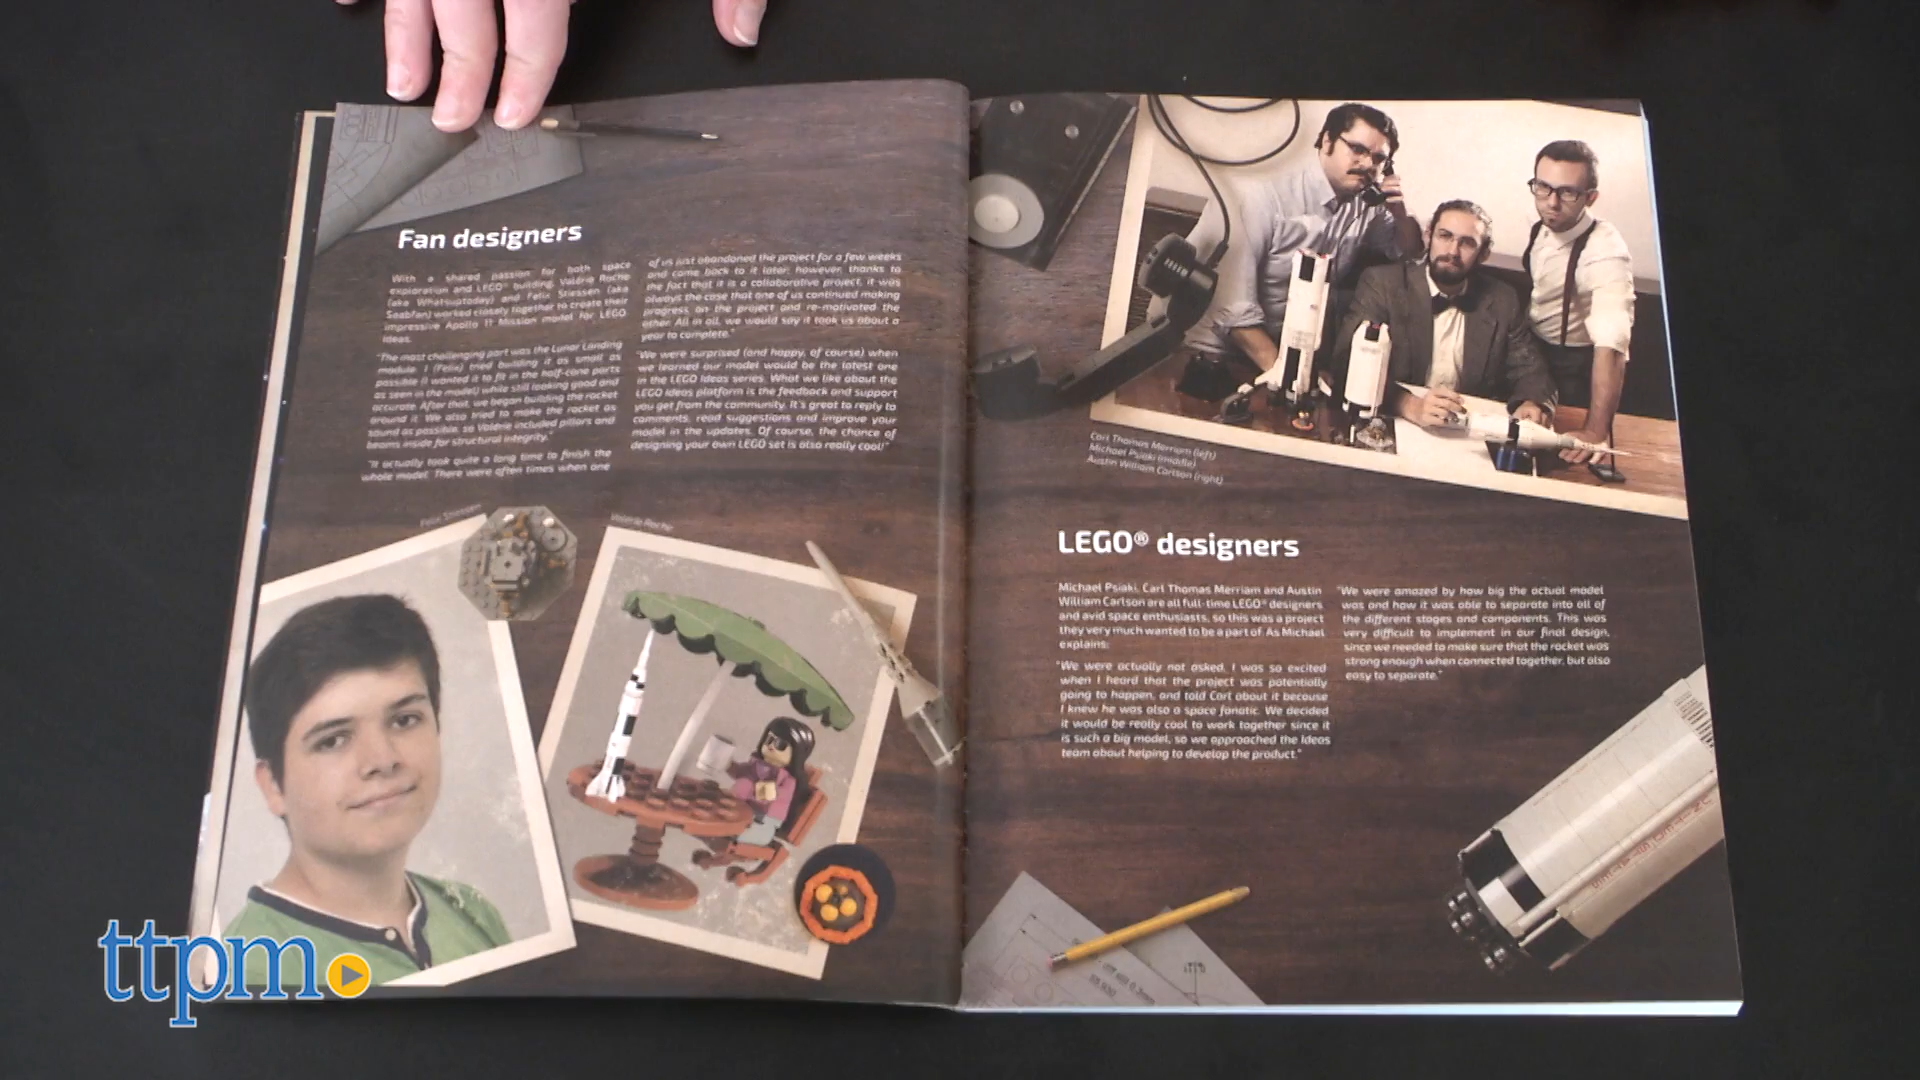 Fan designers
With a shared passion for both space
exploration and LEGO® building, Valérie Roche
(aka Whatsuptoday) and Felix Stiessen (aka
Saabfan) worked closely together to create their
impressive Apollo 11 Mission model for LEGO
Ideas.
"The most challenging part was the Lunar Landing
module. I (Felix) tried building it as small as
possible (I wanted it to fit in the half-cone parts
as seen in the model) while still looking good and
accurate. After that, we began building the rocket
around it. We also tried to make the rocket as
sound as possible, so Valérie included pillars and
beams inside for structural integrity."
"It actually took quite a long time to finish the
whole model. There were often times when one
of us just abandoned the project for a few weeks
and came back to it later; however, thanks to
the fact that it is a collaborative project, it was
always the case that one of us continued making
progress on the project and re-motivated the
other. All in all, we would say it took us about a
year to complete."
"We were surprised (and happy, of course) when
we learned our model would be the latest one
in the LEGO Ideas series. What we like about the
LEGO Ideas platform is the feedback and support
you get from the community. It's great to reply to
comments, read suggestions and improve your
model in the updates. Of course, the chance of
designing your own LEGO set is also really cool!"
Felix Stiessen
Valérie Roche
Carl Thomas Merriam (left)
Michael Psiaki (middle)
Austin William Carlson (right)
LEGO® designers
Michael Psiaki, Carl Thomas Merriam and Austin
William Carlson are all full-time LEGO® designers
and avid space enthusiasts, so this was a project
they very much wanted to be a part of. As Michael
explains:
"We were actually not asked. I was so excited
when I heard that the project was potentially
going to happen, and told Carl about it because
I knew he was also a space fanatic. We decided
it would be really cool to work together since it
is such a big model, so we approached the Ideas
team about helping to develop the product."
"We were amazed by how big the actual model
was and how it was able to separate into all of
the different stages and components. This was
very difficult to implement in our final design,
since we needed to make sure that the rocket was
strong enough when connected together, but also
easy to separate."
ttpm